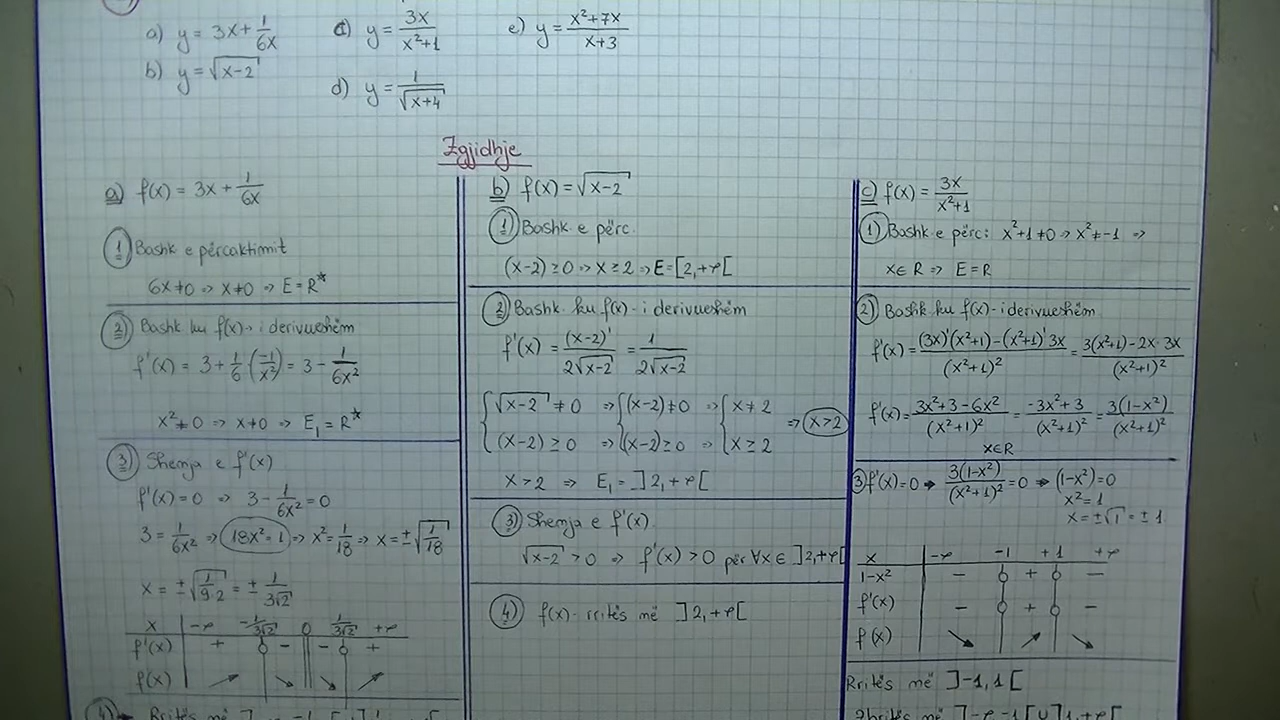 a) y = 3x + 1/6x
b) y = √x-2
c) y = 3x/x²+1
d) y = 1/√x+4
e) y = x²+7x/x+3
Zgjidhje
a) f(x) = 3x + 1/6x
① Bashk e përcaktimit
6x≠0 ⇒ x≠0 ⇒ E=R*
② Bashk ku f(x)-i derivueshëm
f'(x) = 3 + 1/6 · (-1/x²) = 3 - 1/6x²
x²≠0 ⇒ x≠0 ⇒ E₁=R*
③ Shenja e f'(x)
f'(x)=0 ⇒ 3 - 1/6x² = 0
3 = 1/6x² ⇒ 18x²=1 ⇒ x²=1/18 ⇒ x=±√1/18
x = ±√1/9·2 = ± 1/3√2
x -∞ -1/3√2 0 1/3√2 +∞
f'(x) + - - +
f(x) ↗ ↘ ↘ ↗
b) f(x) = √x-2
① Bashk e përc.
(x-2) ≥ 0 ⇒ x ≥ 2 ⇒ E=[2,+∞[
② Bashk ku f(x)-i derivueshëm
f'(x) = (x-2)'/2√x-2 = 1/2√x-2
{√x-2 ≠ 0 ⇒ {(x-2)≠0 ⇒ {x≠2
{(x-2) ≥ 0 ⇒ {(x-2)≥0 ⇒ {x≥2 ⇒ x>2
x>2 ⇒ E₁ = ]2,+∞[
③ Shenja e f'(x)
√x-2 > 0 ⇒ f'(x) > 0 për ∀x∈ ]2,+∞[
④ f(x)-rritës më ]2,+∞[
c) f(x) = 3x/x²+1
1) Bashk e përc: x²+1≠0 ⇒ x²≠-1 ⇒
x∈R ⇒ E=R
2) Bashk ku f(x)-i derivueshëm
f'(x) = (3x)'(x²+1)-(x²+1)'3x/(x²+1)² = 3(x²+1)-2x·3x/(x²+1)²
f'(x) = 3x²+3-6x²/(x²+1)² = -3x²+3/(x²+1)² = 3(1-x²)/(x²+1)²
x∈R
③ f'(x)=0 ⇒ 3(1-x²)/(x²+1)² = 0 ⇒ (1-x²)=0
x²=1
x=±√1=±1
x -∞ -1 +1 +∞
1-x² - + -
f'(x) - + -
f(x) ↘ ↗ ↘
Rritës më ]-1,1[